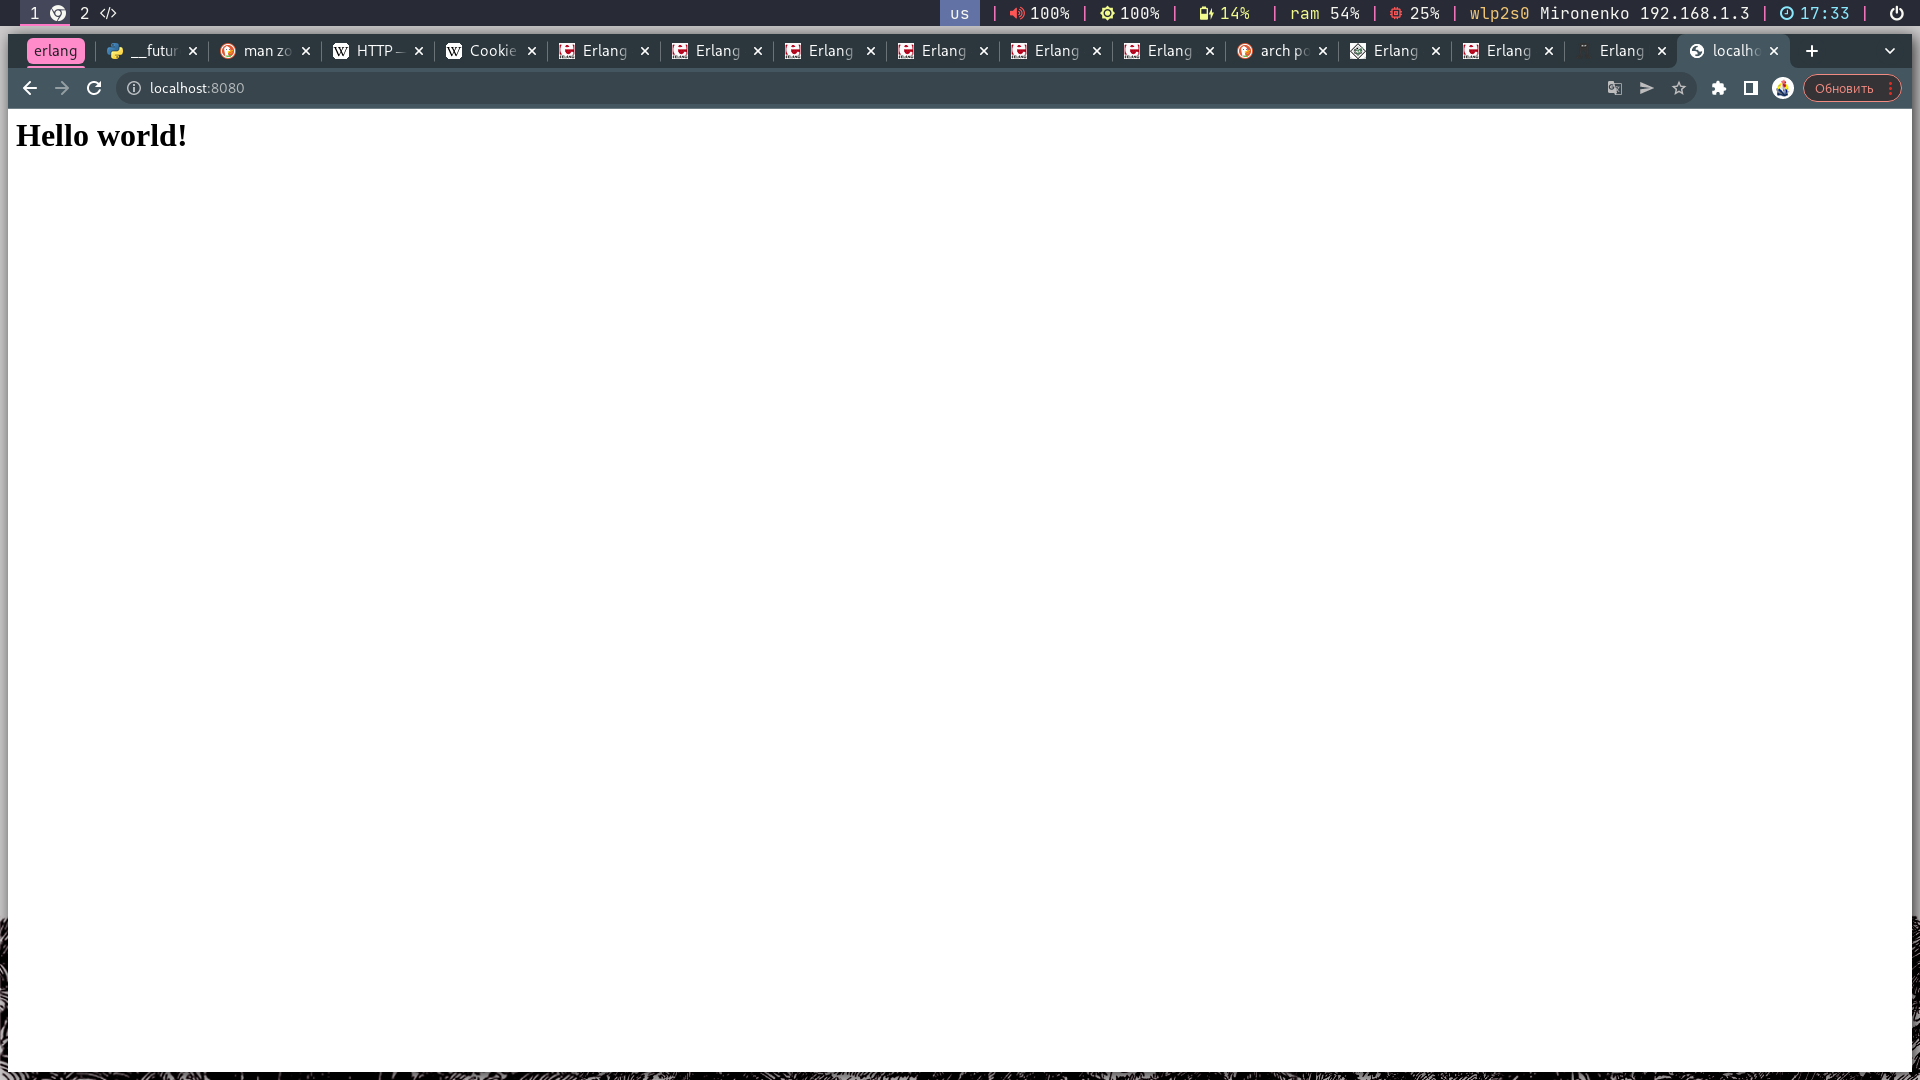 1 2 us | 100% | 100% | 14% | ram 54% | 25% | wlp2s0 Mironenko 192.168.1.3 | 17:33 |
erlang __futur man zo HTTP — Cookie Erlang Erlang Erlang Erlang Erlang Erlang arch po Erlang Erlang Erlang localho
localhost:8080 Обновить
Hello world!